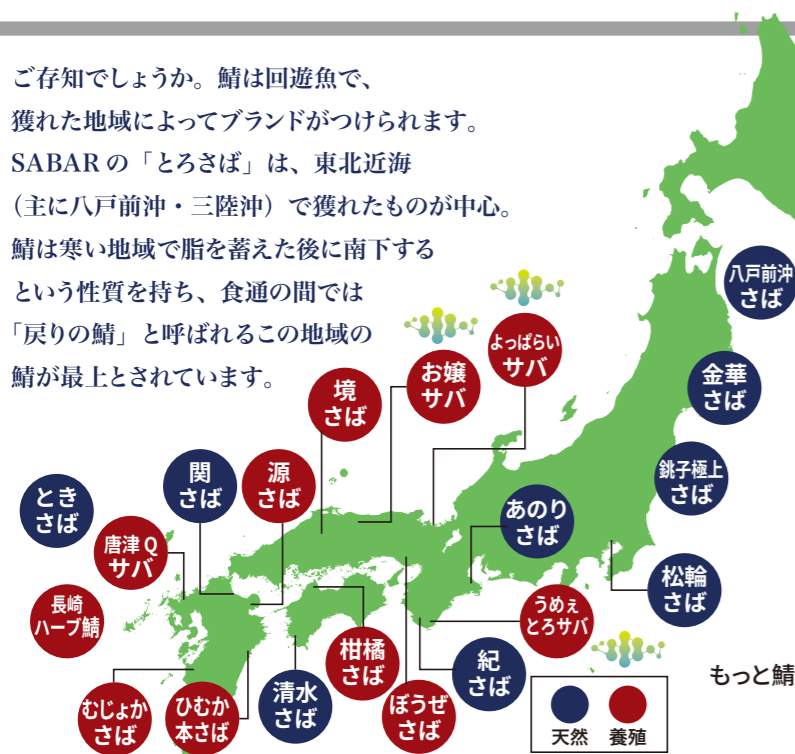 ご存知でしょうか。鯖は回遊魚で、
獲れた地域によってブランドがつけられます。
SABARの「とろさば」は、東北近海
（主に八戸前沖・三陸沖）で獲れたものが中心。
鯖は寒い地域で脂を蓄えた後に南下する
という性質を持ち、食通の間では
「戻りの鯖」と呼ばれるこの地域の
鯖が最上とされています。
八戸前沖
さば
よっぱらい
サバ
お嬢
サバ
境
さば
金華
さば
関
さば
源
さば
銚子極上
さば
とき
さば
あのり
さば
唐津Q
サバ
松輪
さば
長崎
ハーブ鯖
うめぇ
とろサバ
柑橘
さば
紀
さば
清水
さば
むじょか
さば
ひむか
本さば
ぼうぜ
さば
もっと鯖
天然 養殖